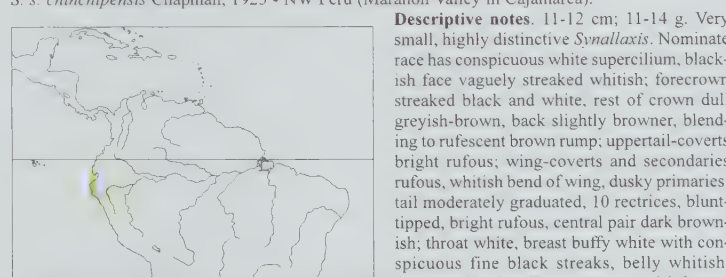 S. s. chinchipensis Chapman, 1925 - NW Peru (Marañón Valley in Cajamarca).
Descriptive notes. 11-12 cm; 11-14 g. Very
small, highly distinctive Synallaxis. Nominate
race has conspicuous white supercilium, black-
ish face vaguely streaked whitish; forecrown
streaked black and white, rest of crown dull
greyish-brown, back slightly browner, blend-
ing to rufescent brown rump; uppertail-coverts
bright rufous; wing-coverts and secondaries
rufous, whitish bend of wing, dusky primaries;
tail moderately graduated, 10 rectrices, blunt-
tipped, bright rufous, central pair dark brown-
ish; throat white, breast buffy white with con-
spicuous fine black streaks, belly whitish,